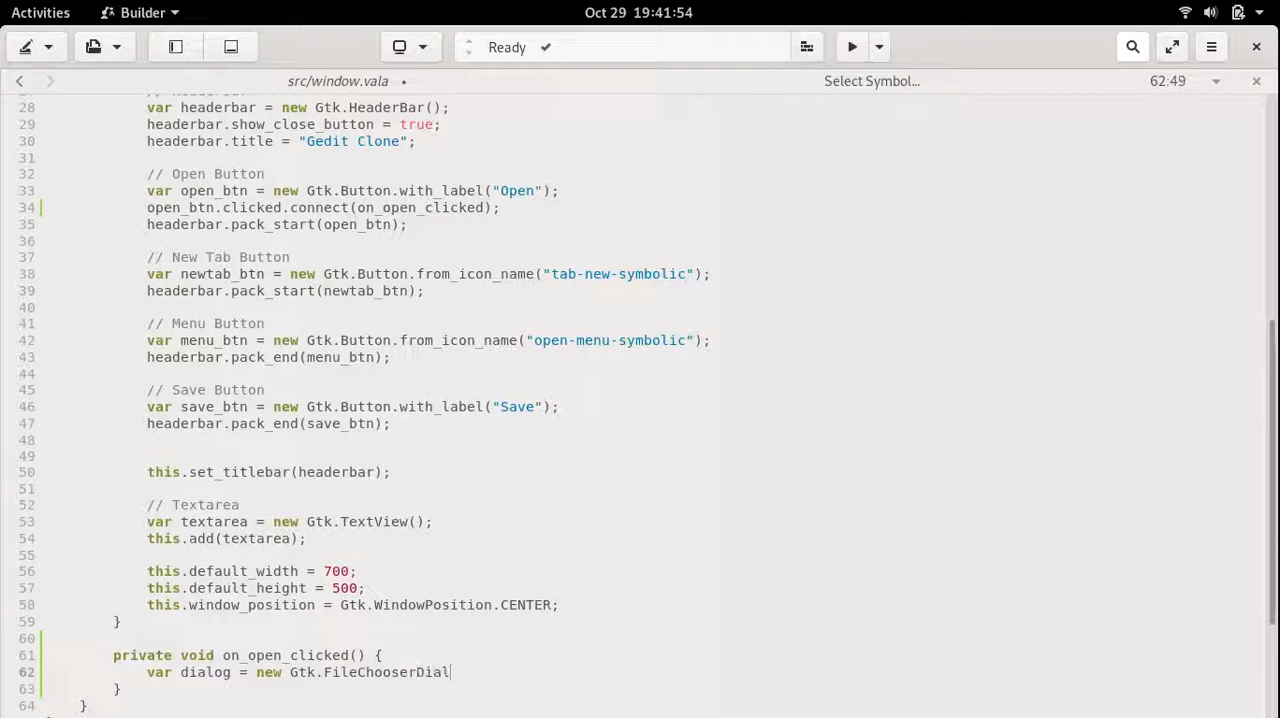 Activities
Builder
Oct 29 19:41:54
Ready
src/window.vala •
Select Symbol...
62:49
28 var headerbar = new Gtk.HeaderBar();
29 headerbar.show_close_button = true;
30 headerbar.title = "Gedit Clone";
31
32 // Open Button
33 var open_btn = new Gtk.Button.with_label("Open");
34 open_btn.clicked.connect(on_open_clicked);
35 headerbar.pack_start(open_btn);
36
37 // New Tab Button
38 var newtab_btn = new Gtk.Button.from_icon_name("tab-new-symbolic");
39 headerbar.pack_start(newtab_btn);
40
41 // Menu Button
42 var menu_btn = new Gtk.Button.from_icon_name("open-menu-symbolic");
43 headerbar.pack_end(menu_btn);
44
45 // Save Button
46 var save_btn = new Gtk.Button.with_label("Save");
47 headerbar.pack_end(save_btn);
48
49
50 this.set_titlebar(headerbar);
51
52 // Textarea
53 var textarea = new Gtk.TextView();
54 this.add(textarea);
55
56 this.default_width = 700;
57 this.default_height = 500;
58 this.window_position = Gtk.WindowPosition.CENTER;
59 }
60
61 private void on_open_clicked() {
62 var dialog = new Gtk.FileChooserDial
63 }
64 }